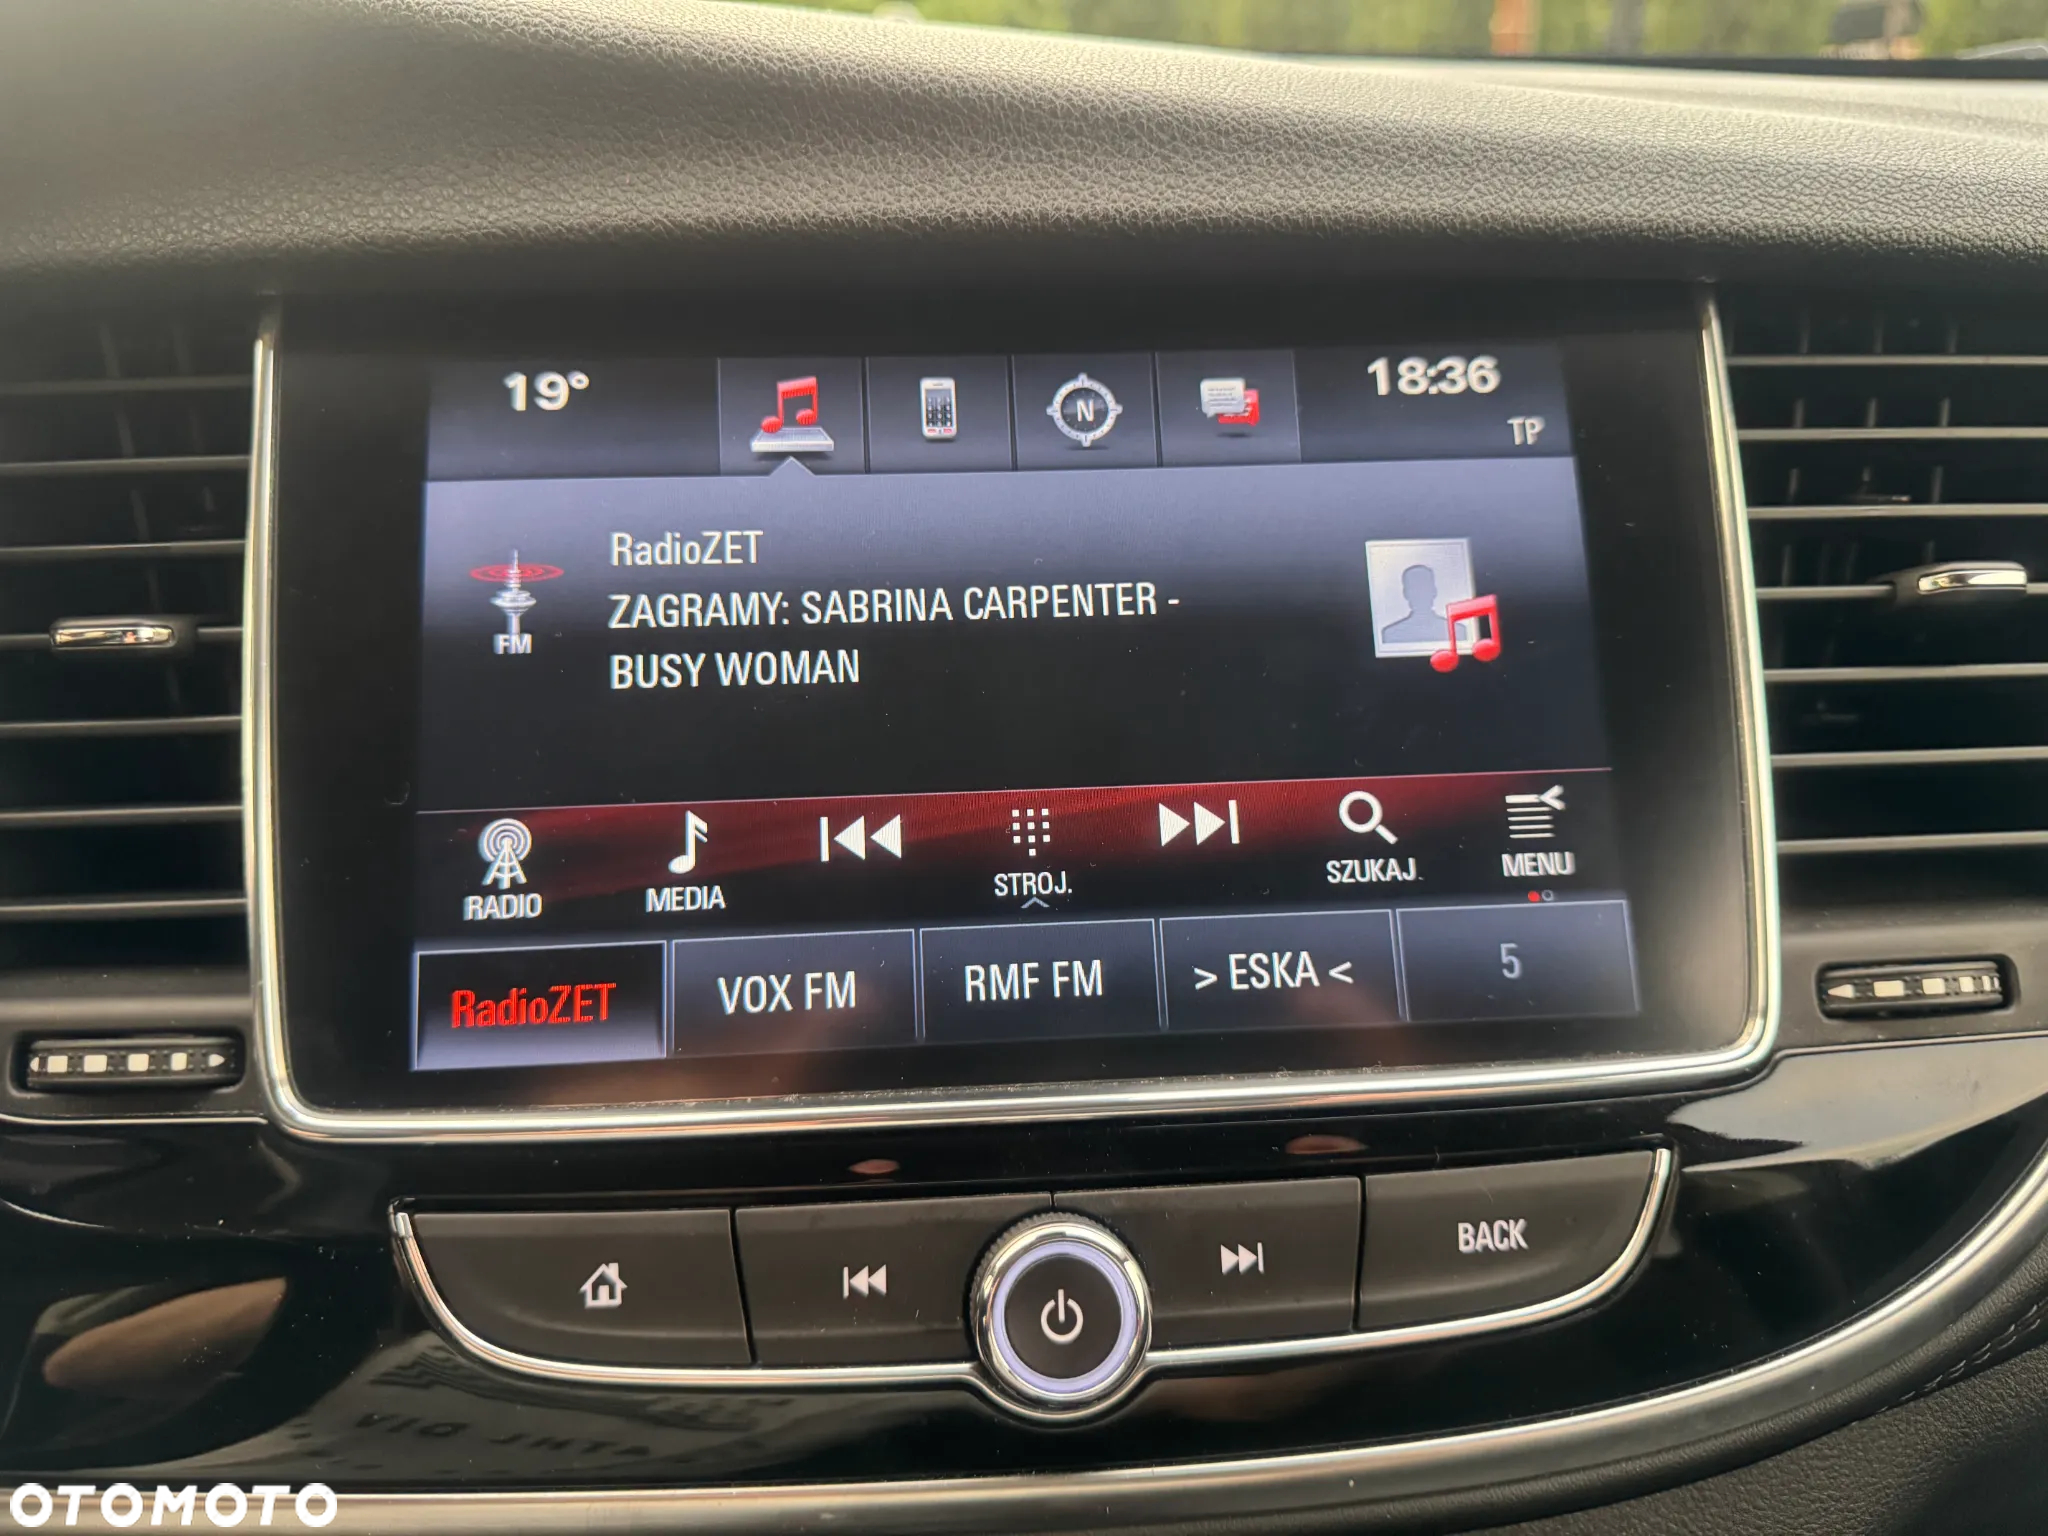 19°
N
18:36
TP
RadioZET
ZAGRAMY: SABRINA CARPENTER -
BUSY WOMAN
FM
RADIO
MEDIA
STROJ.
SZUKAJ
MENU
RadioZET
VOX FM
RMF FM
> ESKA <
5
BACK
OTOMOTO